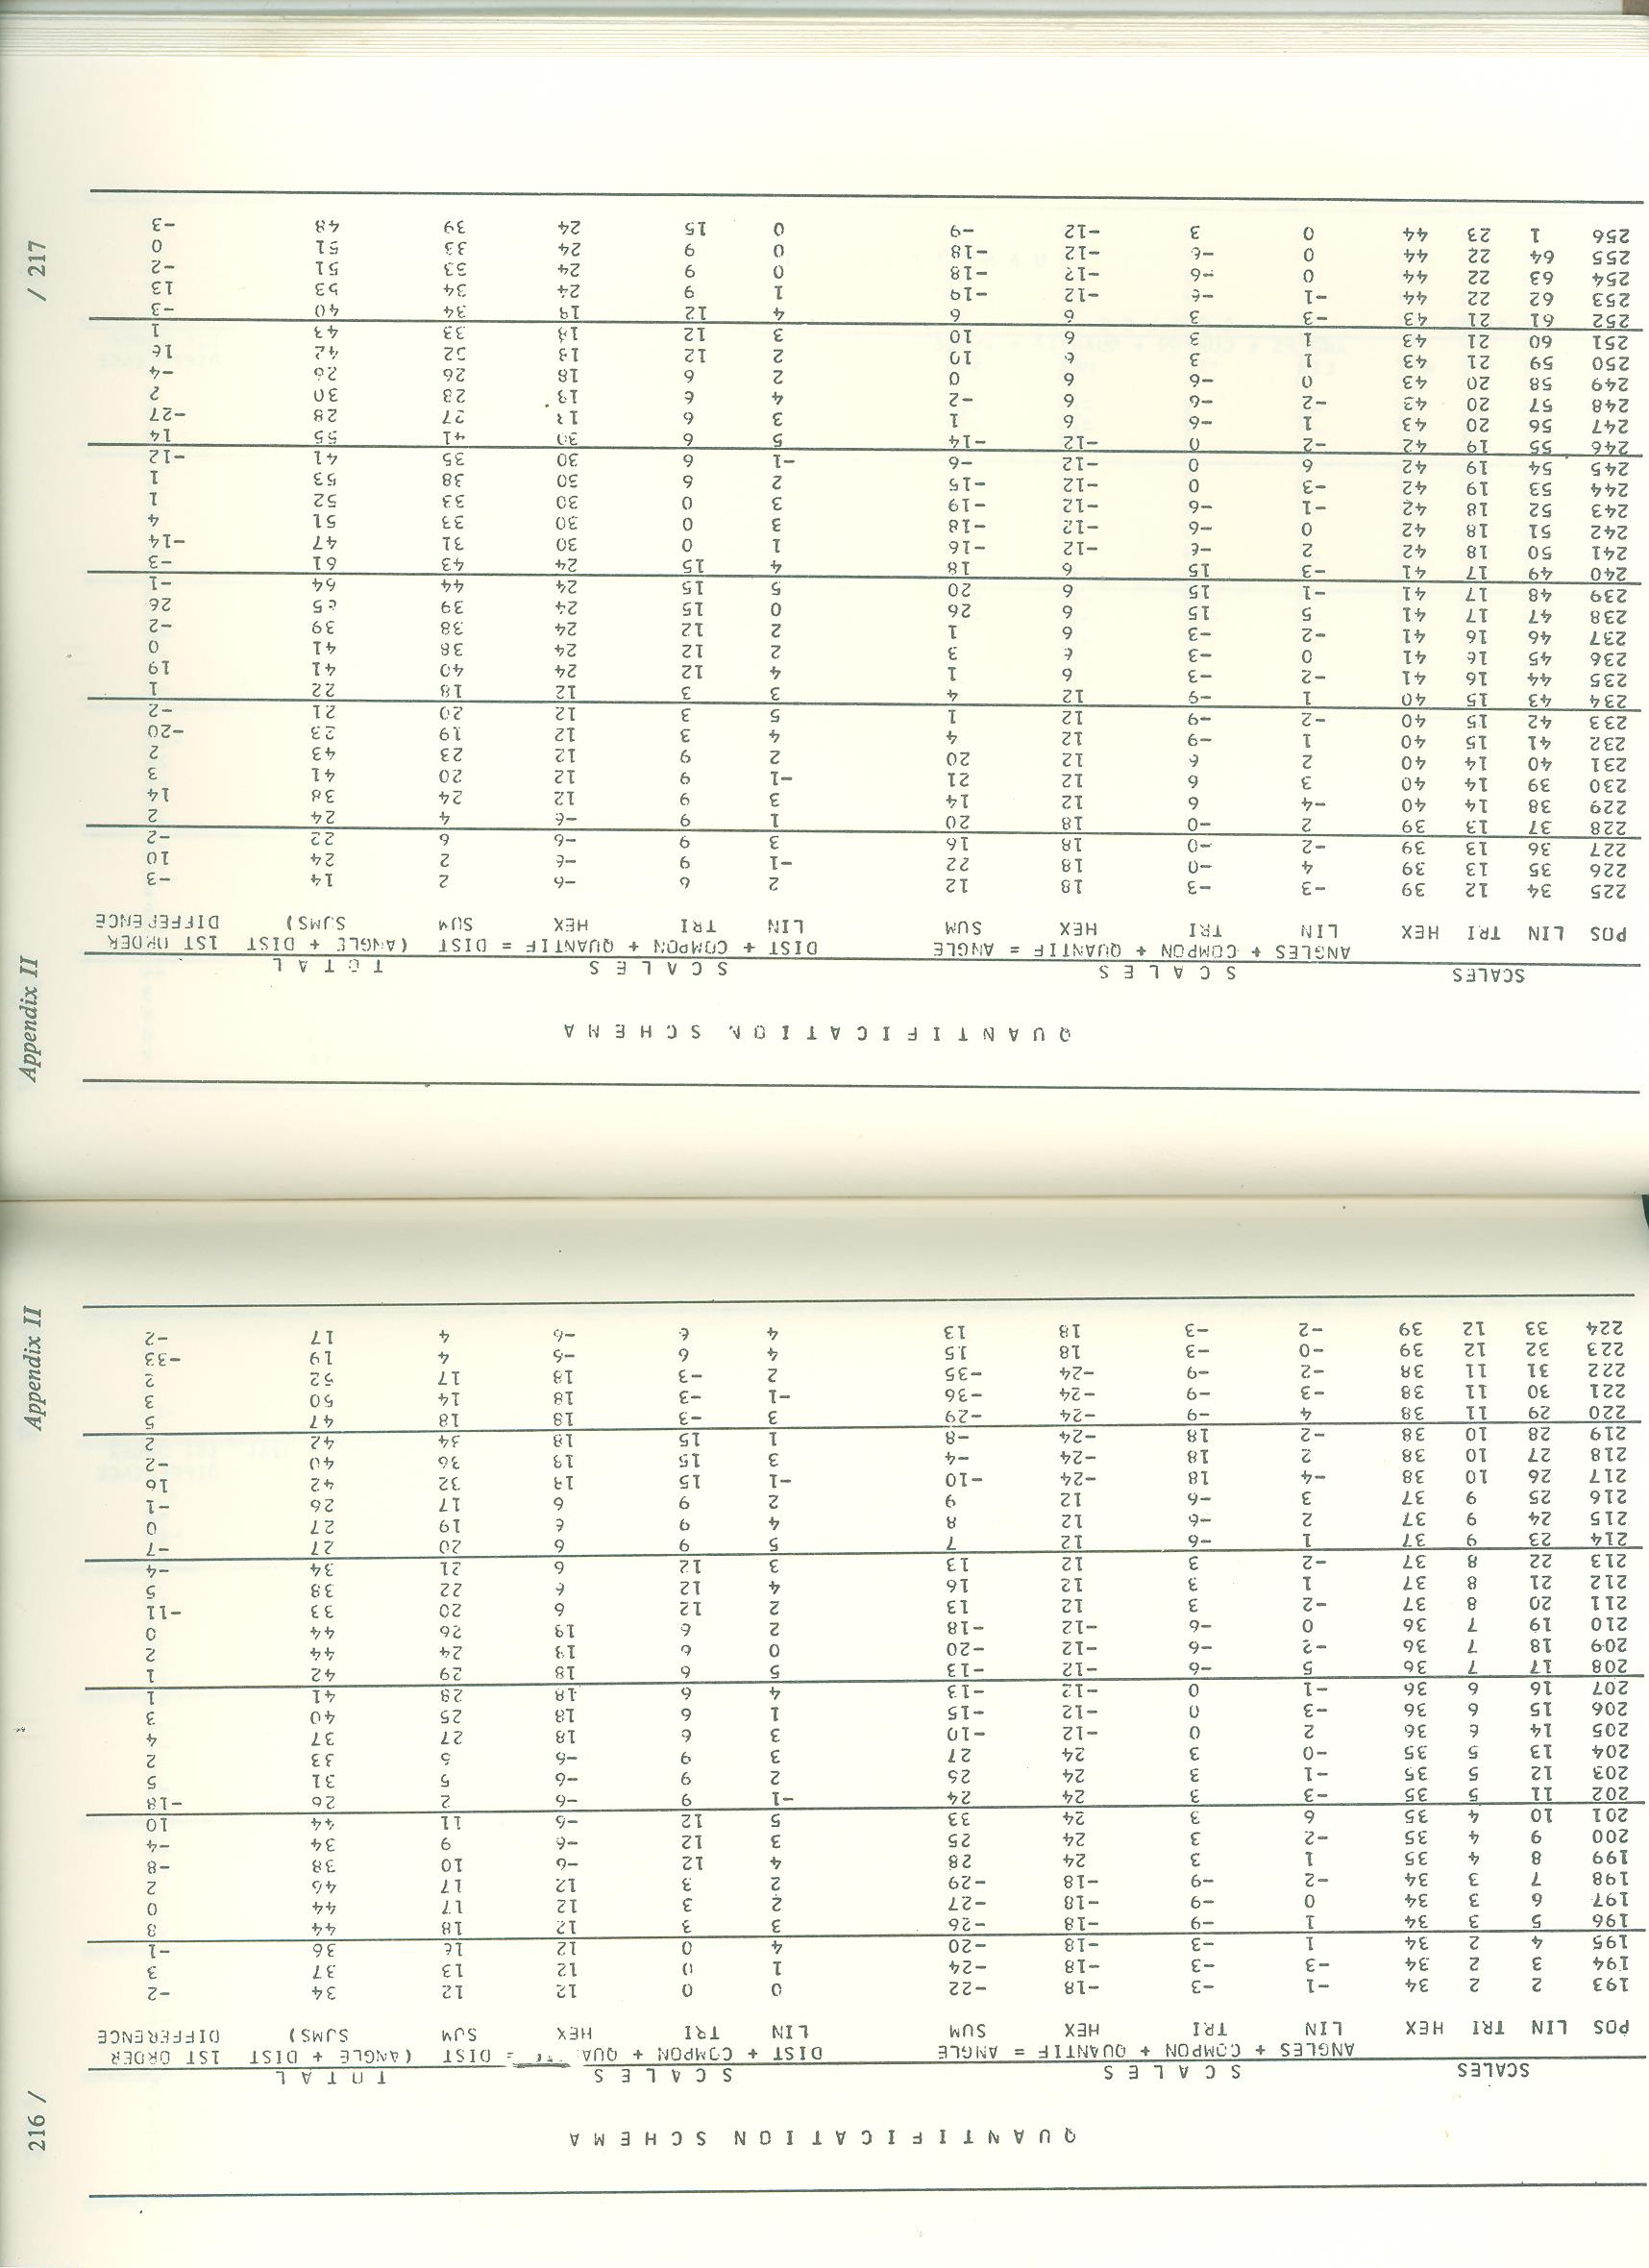 216 /
QUANTIFICATION SCHEMA
SCALES SCALES SCALES TOTAL
ANGLES + COMPON + QUANTIF = ANGLE DIST + COMPON + QUA = DIST (ANGLE + DIST 1ST ORDER
POS LIN TRI HEX LIN TRI HEX SUM LIN TRI HEX SUM SUMS) DIFFERENCE
193 2 2 34 -1 -3 -18 -22 0 0 12 12 34 -2
194 3 2 34 -3 -3 -18 -24 1 0 12 13 37 3
195 4 2 34 1 -3 -18 -20 4 0 12 16 36 -1
196 5 3 34 1 -9 -18 -26 3 3 12 18 44 8
197 6 3 34 0 -9 -18 -27 2 3 12 17 44 0
198 7 3 34 -2 -9 -18 -29 2 3 12 17 46 2
199 8 4 35 1 3 24 28 4 12 -6 10 38 -8
200 9 4 35 -2 3 24 25 3 12 -6 9 34 -4
201 10 4 35 6 3 24 33 5 12 -6 11 44 10
202 11 5 35 -3 3 24 24 -1 9 -6 2 26 -18
203 12 5 35 -1 3 24 26 2 9 -6 5 31 5
204 13 5 35 -0 3 24 27 3 9 -6 6 33 2
205 14 6 36 2 0 -12 -10 3 6 18 27 37 4
206 15 6 36 -3 0 -12 -15 1 6 18 25 40 3
207 16 6 36 -1 0 -12 -13 4 6 18 28 41 1
208 17 7 36 5 -6 -12 -13 5 6 18 29 42 1
209 18 7 36 -2 -6 -12 -20 0 6 18 24 44 2
210 19 7 36 0 -6 -12 -18 2 6 18 26 44 0
211 20 8 37 -2 3 12 13 2 12 6 20 33 -11
212 21 8 37 1 3 12 16 4 12 6 22 38 5
213 22 8 37 -2 3 12 13 3 12 6 21 34 -4
214 23 9 37 1 -6 12 7 5 9 6 20 27 -7
215 24 9 37 2 -6 12 8 4 9 6 19 27 0
216 25 9 37 3 -6 12 9 2 9 6 17 26 -1
217 26 10 38 -4 18 -24 -10 -1 15 18 32 42 16
218 27 10 38 2 18 -24 -4 3 15 18 36 40 -2
219 28 10 38 -2 18 -24 -8 1 15 18 34 42 2
220 29 11 38 4 -9 -24 -29 3 -3 18 18 47 5
221 30 11 38 -3 -9 -24 -36 -1 -3 18 14 50 3
222 31 11 38 -2 -9 -24 -35 2 -3 18 17 52 2
223 32 12 39 -0 -3 18 15 4 6 -6 4 19 -33
224 33 12 39 -2 -3 18 13 4 6 -6 4 17 -2
Appendix II
Appendix II
QUANTIFICATION SCHEMA
SCALES SCALES SCALES TOTAL
ANGLES + COMPON + QUANTIF = ANGLE DIST + COMPON + QUANTIF = DIST (ANGLE + DIST 1ST ORDER
POS LIN TRI HEX LIN TRI HEX SUM LIN TRI HEX SUM SUMS) DIFFERENCE
225 34 12 39 -3 -3 18 12 2 6 -6 2 14 -3
226 35 13 39 4 -0 18 22 -1 9 -6 2 24 10
227 36 13 39 -2 -0 18 16 3 9 -6 6 22 -2
228 37 13 39 2 -0 18 20 1 9 -6 4 24 2
229 38 14 40 -4 6 12 14 3 9 12 24 38 14
230 39 14 40 3 6 12 21 -1 9 12 20 41 3
231 40 14 40 2 6 12 20 2 9 12 23 43 2
232 41 15 40 1 -9 12 4 4 3 12 19 23 -20
233 42 15 40 -2 -9 12 1 5 3 12 20 21 -2
234 43 15 40 1 -9 12 4 3 3 12 18 22 1
235 44 16 41 -2 -3 6 1 4 12 24 40 41 19
236 45 16 41 0 -3 6 3 2 12 24 38 41 0
237 46 16 41 -2 -3 6 1 2 12 24 38 39 -2
238 47 17 41 5 15 6 26 0 15 24 39 65 26
239 48 17 41 -1 15 6 20 5 15 24 44 64 -1
240 49 17 41 -3 15 6 18 4 15 24 43 61 -3
241 50 18 42 2 -6 -12 -16 1 0 30 31 47 -14
242 51 18 42 0 -6 -12 -18 3 0 30 33 51 4
243 52 18 42 -1 -6 -12 -19 3 0 30 33 52 1
244 53 19 42 -3 0 -12 -15 2 6 30 38 53 1
245 54 19 42 6 0 -12 -6 -1 6 30 35 41 -12
246 55 19 42 -2 0 -12 -14 5 6 30 41 55 14
247 56 20 43 1 -6 6 1 3 6 18 27 28 -27
248 57 20 43 -2 -6 6 -2 4 6 18 28 30 2
249 58 20 43 0 -6 6 0 2 6 18 26 26 -4
250 59 21 43 1 3 6 10 2 12 18 32 42 16
251 60 21 43 1 3 6 10 3 12 18 33 43 1
252 61 21 43 -3 3 6 6 4 12 18 34 40 -3
253 62 22 44 -1 -6 -12 -19 1 9 24 34 53 13
254 63 22 44 0 -6 -12 -18 0 9 24 33 51 -2
255 64 22 44 0 -6 -12 -18 0 9 24 33 51 0
256 1 23 44 0 3 -12 -9 0 15 24 39 48 -3
/ 217